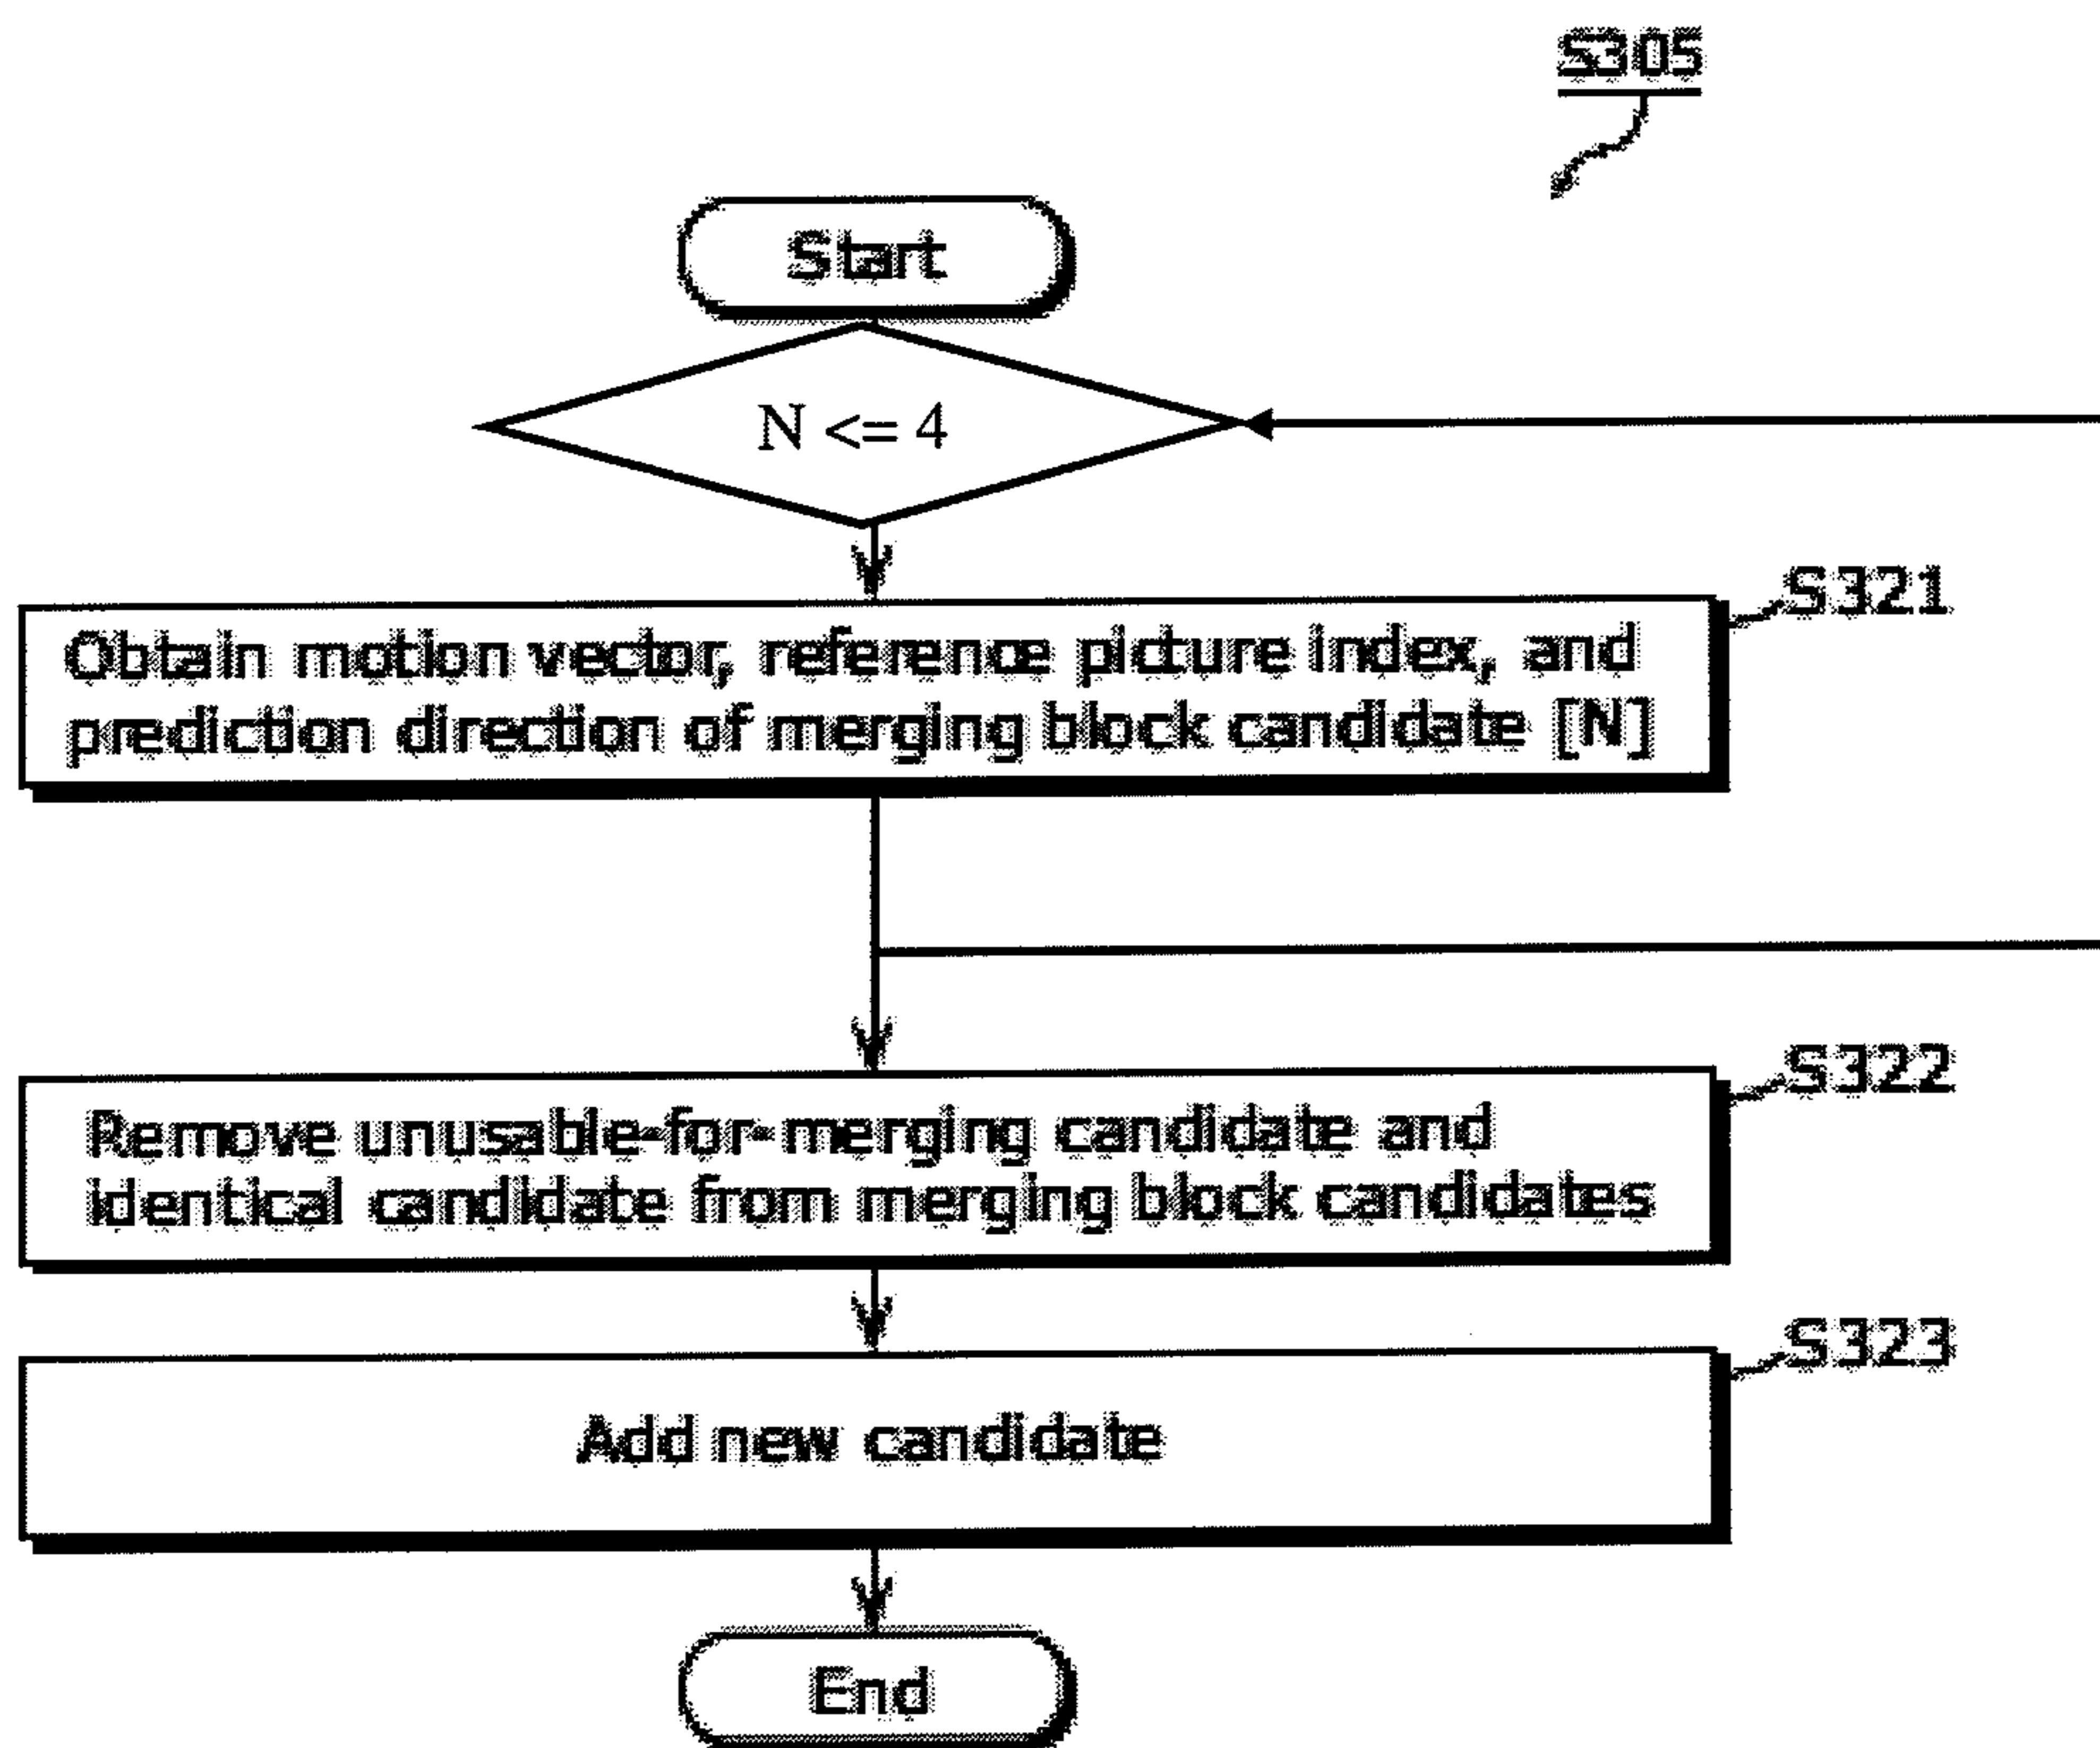 S305
Start
N <= 4
S321
Obtain motion vector, reference picture index, and
prediction direction of merging block candidate [N]
S322
Remove unusable-for-merging candidate and
identical candidate from merging block candidates
S323
Add new candidate
End